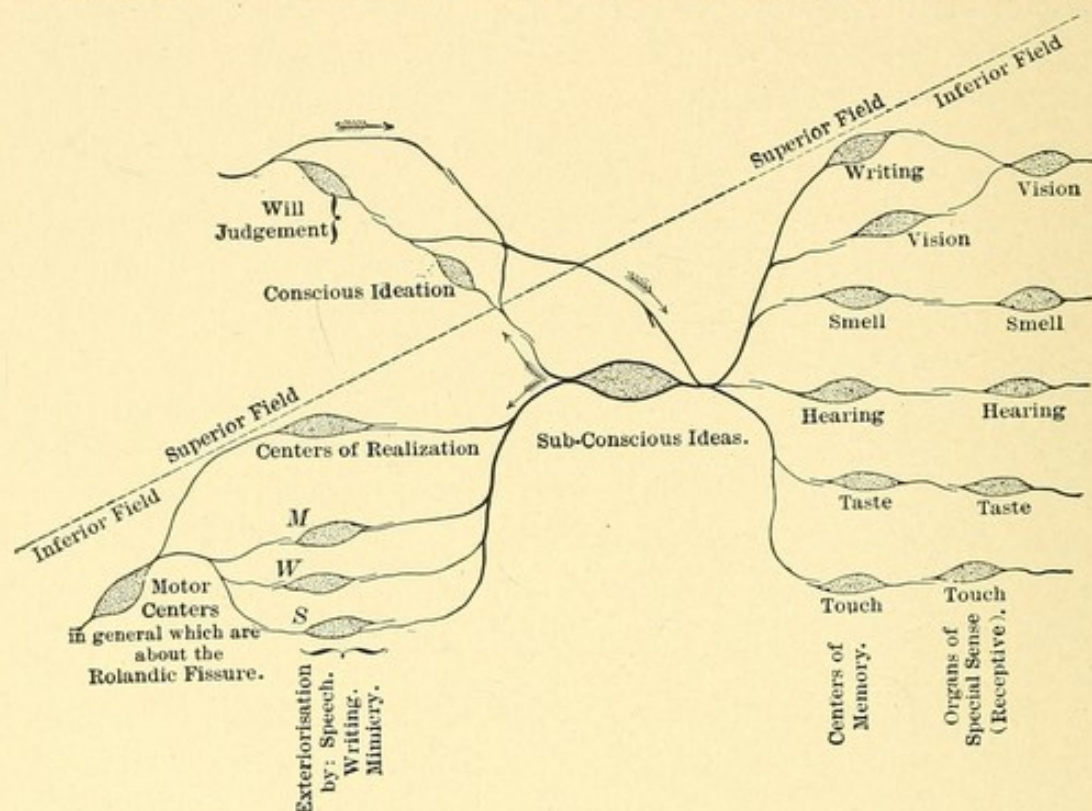 Superior Field
Inferior Field
Writing
Vision
Vision
Will
Judgement
Conscious Ideation
Smell
Smell
Superior Field
Inferior Field
Centers of Realization
Sub-Conscious Ideas.
Hearing
Hearing
Taste
Taste
M
W
S
Motor
Centers
in general which are
about the
Rolandic Fissure.
Touch
Touch
Exteriorisation
by: Speech.
Writing.
Mimicry.
Centers of
Memory.
Organs of
Special Sense
(Receptive).